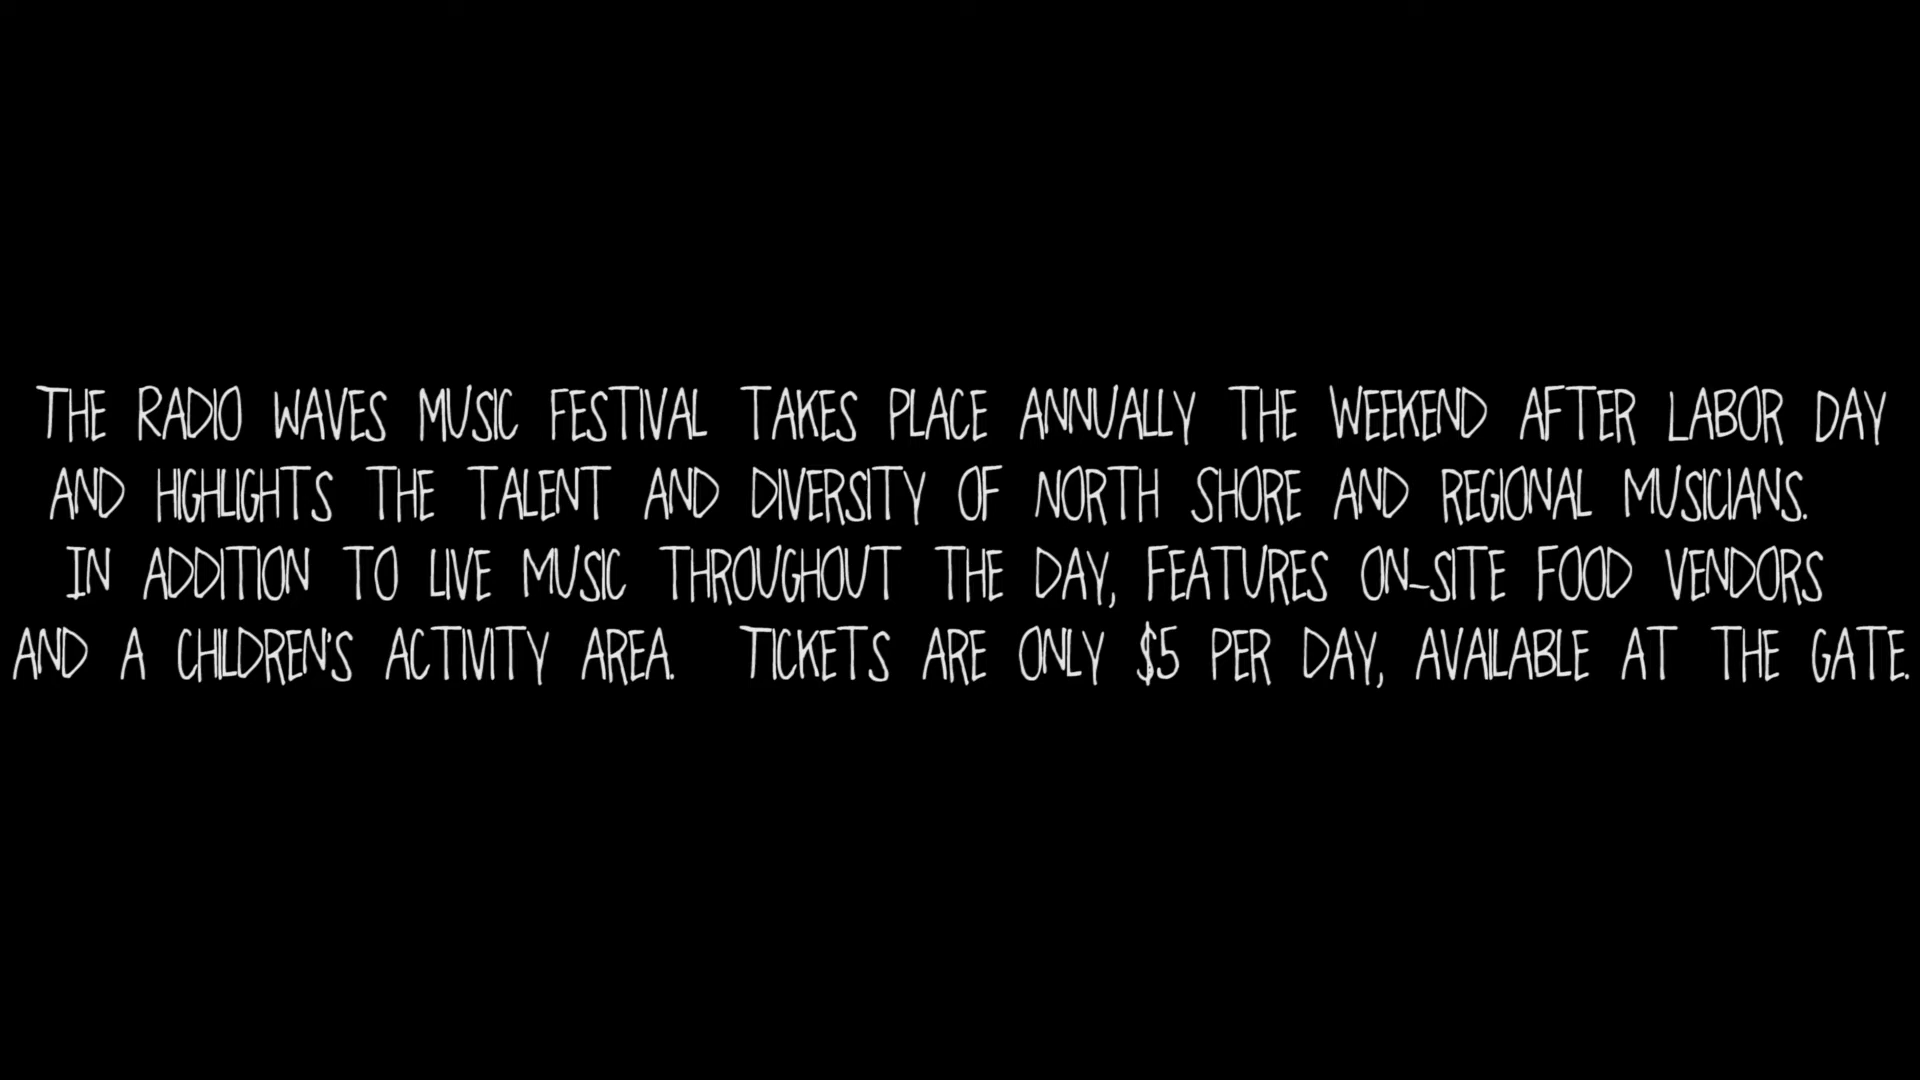 THE RADIO WAVES MUSIC FESTIVAL TAKES PLACE ANNUALLY THE WEEKEND AFTER LABOR DAY
AND HIGHLIGHTS THE TALENT AND DIVERSITY OF NORTH SHORE AND REGIONAL MUSICIANS.
IN ADDITION TO LIVE MUSIC THROUGHOUT THE DAY, FEATURES ON-SITE FOOD VENDORS
AND A CHILDREN'S ACTIVITY AREA. TICKETS ARE ONLY $5 PER DAY, AVAILABLE AT THE GATE.